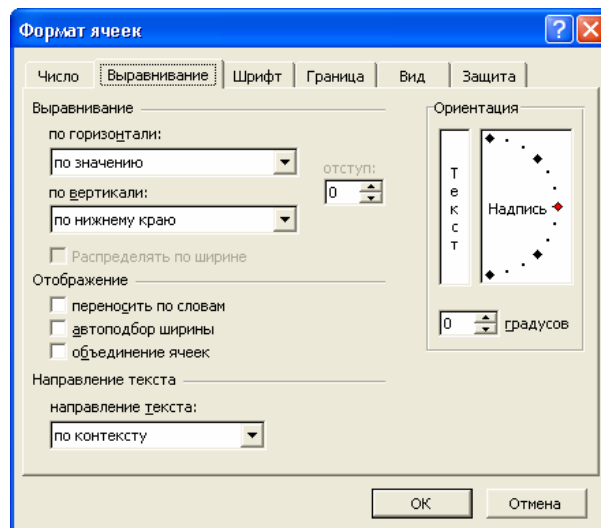 Формат ячеек
Число Выравнивание Шрифт Граница Вид Защита
Выравнивание
по горизонтали:
по значению
отступ:
0
по вертикали:
по нижнему краю
Распределять по ширине
Отображение
переносить по словам
автоподбор ширины
объединение ячеек
Направление текста
направление текста:
по контексту
Ориентация
Текст
Надпись
0 градусов
ОК Отмена